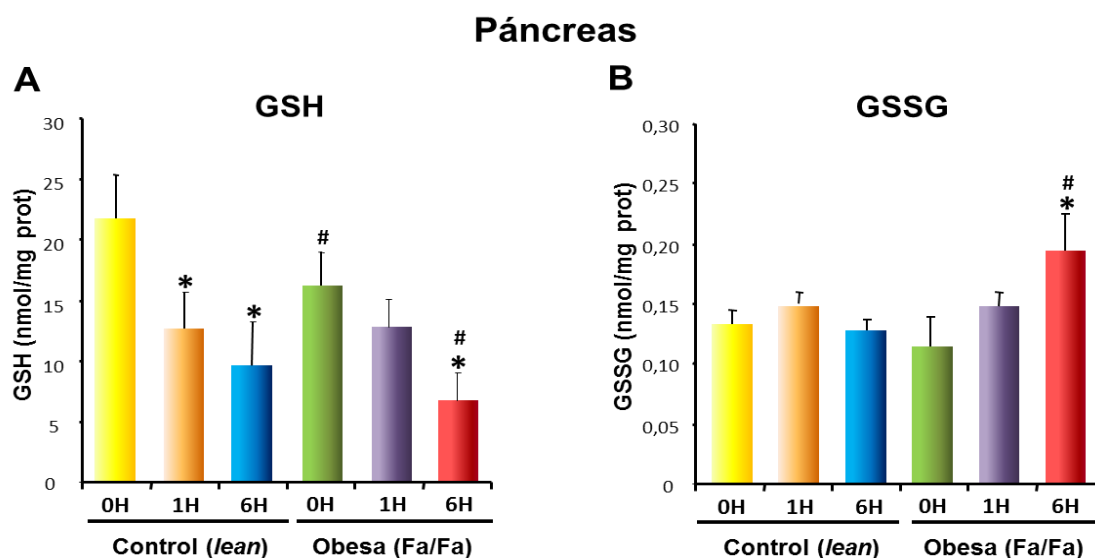 Páncreas
A
GSH
GSH (nmol/mg prot)
30
25
20
15
10
5
0
*
*
#
#
*
0H 1H 6H 0H 1H 6H
Control (lean) Obesa (Fa/Fa)
B
GSSG
GSSG (nmol/mg prot)
0,30
0,25
0,20
0,15
0,10
0,05
0
#
*
0H 1H 6H 0H 1H 6H
Control (lean) Obesa (Fa/Fa)